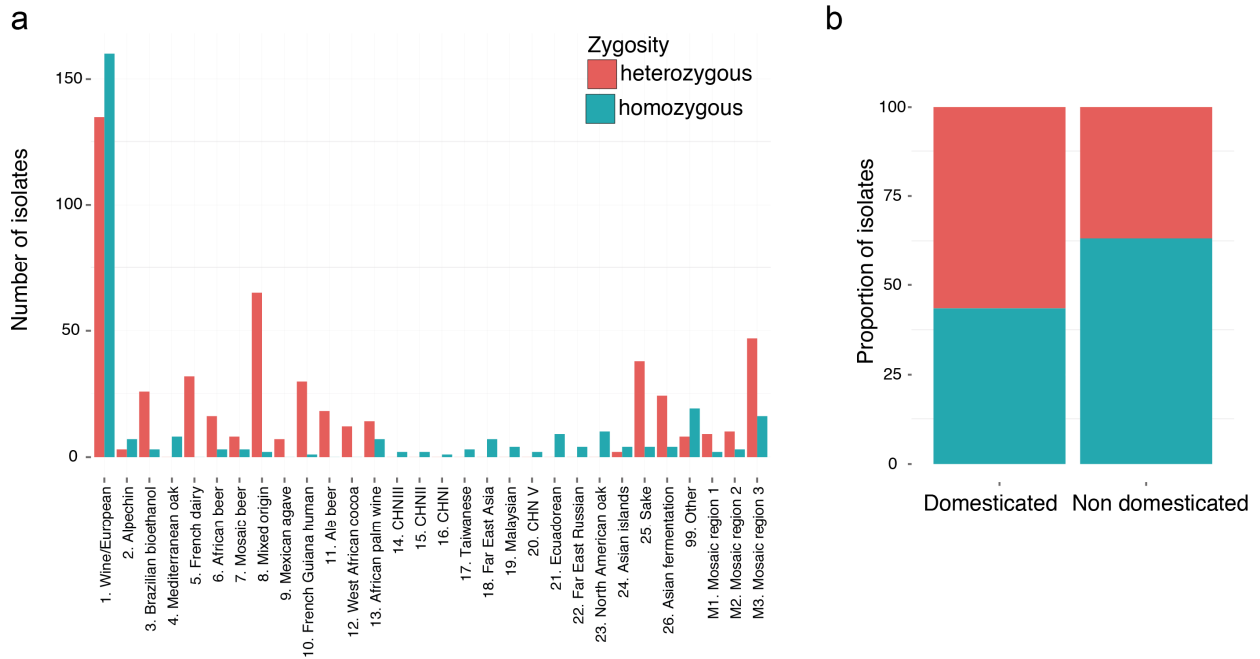 a
Zygosity
heterozygous
homozygous
Number of isolates
150
100
50
0
1. Wine/European
2. Alpechin
3. Brazilian bioethanol
4. Mediterranean oak
5. French dairy
6. African beer
7. Mosaic beer
8. Mixed origin
9. Mexican agave
10. French Guiana human
11. Ale beer
12. West African cocoa
13. African palm wine
14. CHNIII
15. CHNII
16. CHNI
17. Taiwanese
18. Far East Asia
19. Malaysian
20. CHN V
21. Ecuadorean
22. Far East Russian
23. North American oak
24. Asian islands
25. Sake
26. Asian fermentation
99. Other
M1. Mosaic region 1
M2. Mosaic region 2
M3. Mosaic region 3
b
Proportion of isolates
100
75
50
25
0
Domesticated
Non domesticated